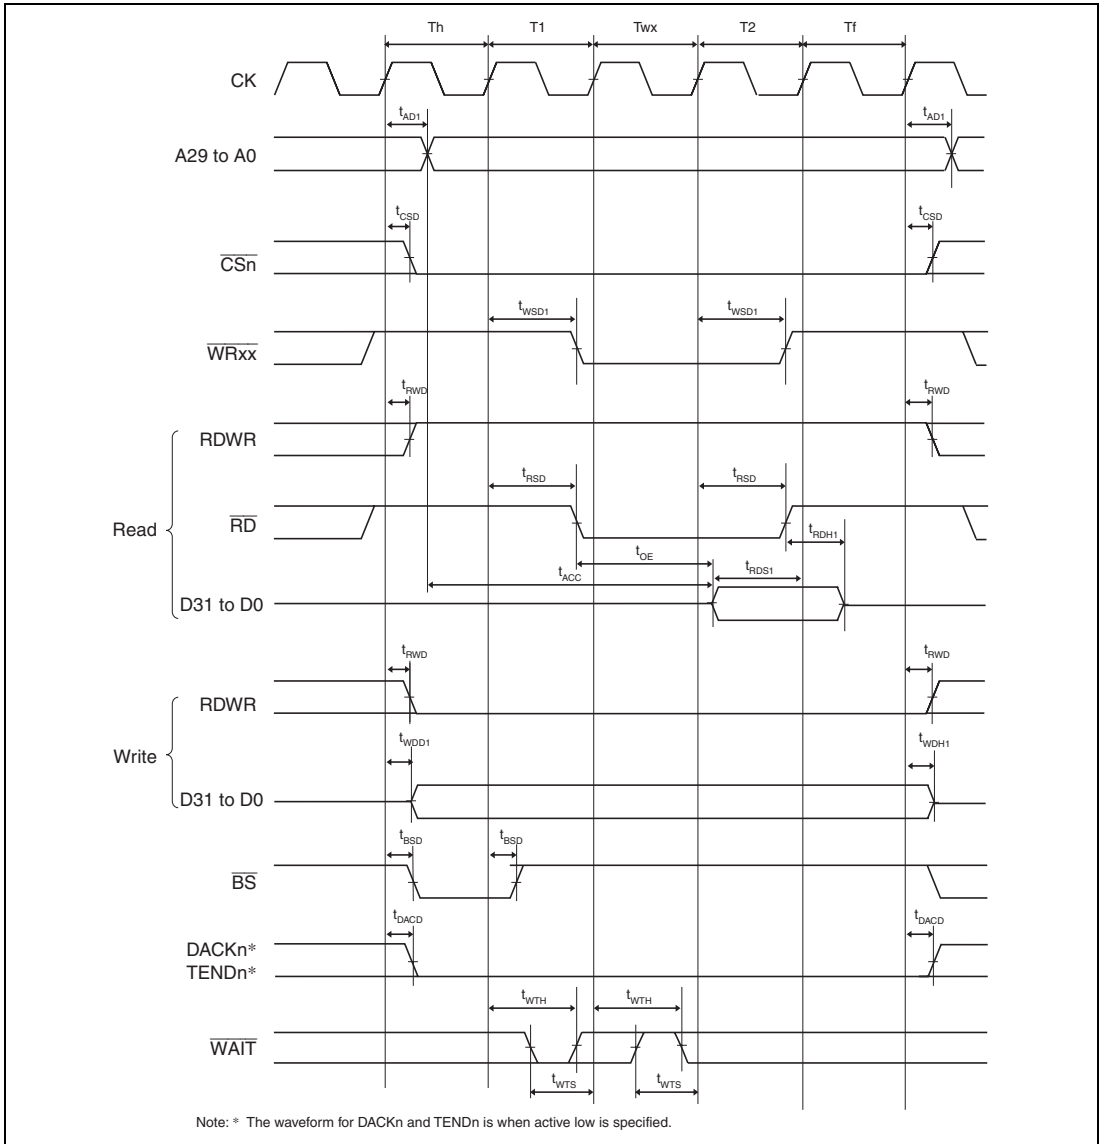 Th T1 Twx T2 Tf
CK
tAD1 tAD1
A29 to A0
tCSD tCSD
CSn
tWSD1 tWSD1
WRxx
tRWD tRWD
RDWR
tRSD tRSD
Read
RD
tRDH1
tOE
tACC tRDS1
D31 to D0
tRWD tRWD
RDWR
tWDD1 tWDH1
Write
D31 to D0
tBSD tBSD
BS
tDACD tDACD
DACKn*
TENDn*
tWTH tWTH
WAIT
tWTS tWTS
Note: * The waveform for DACKn and TENDn is when active low is specified.